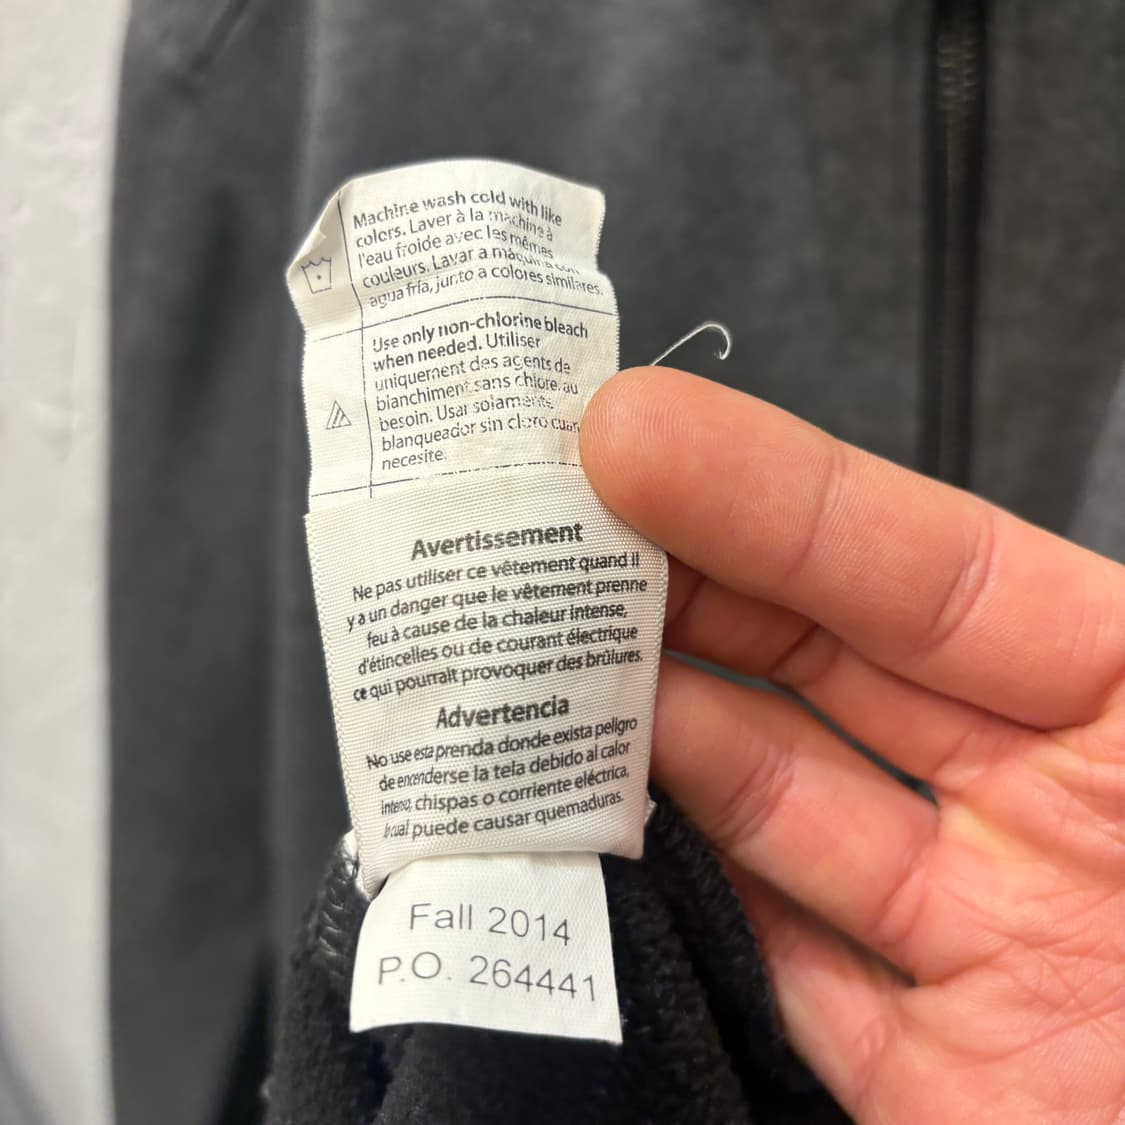 Machine wash cold with like
colors. Laver à la machine à
l'eau froide avec les mêmes
couleurs. Lavar a máquina con
agua fría, junto a colores similares.
Use only non-chlorine bleach
when needed. Utiliser
uniquement des agents de
blanchiment sans chlore au
besoin. Usar solamente
blanqueador sin cloro
necesite.
Avertissement
Ne pas utiliser ce vêtement quand il
y a un danger que le vêtement prenne
feu à cause de la chaleur intense,
d'étincelles ou de courant électrique
ce qui pourrait provoquer des brûlures.
Advertencia
No use esta prenda donde exista peligro
de encenderse la tela debido al calor
intenso, chispas o corriente eléctrica,
lo cual puede causar quemaduras.
Fall 2014
P.O. 264441